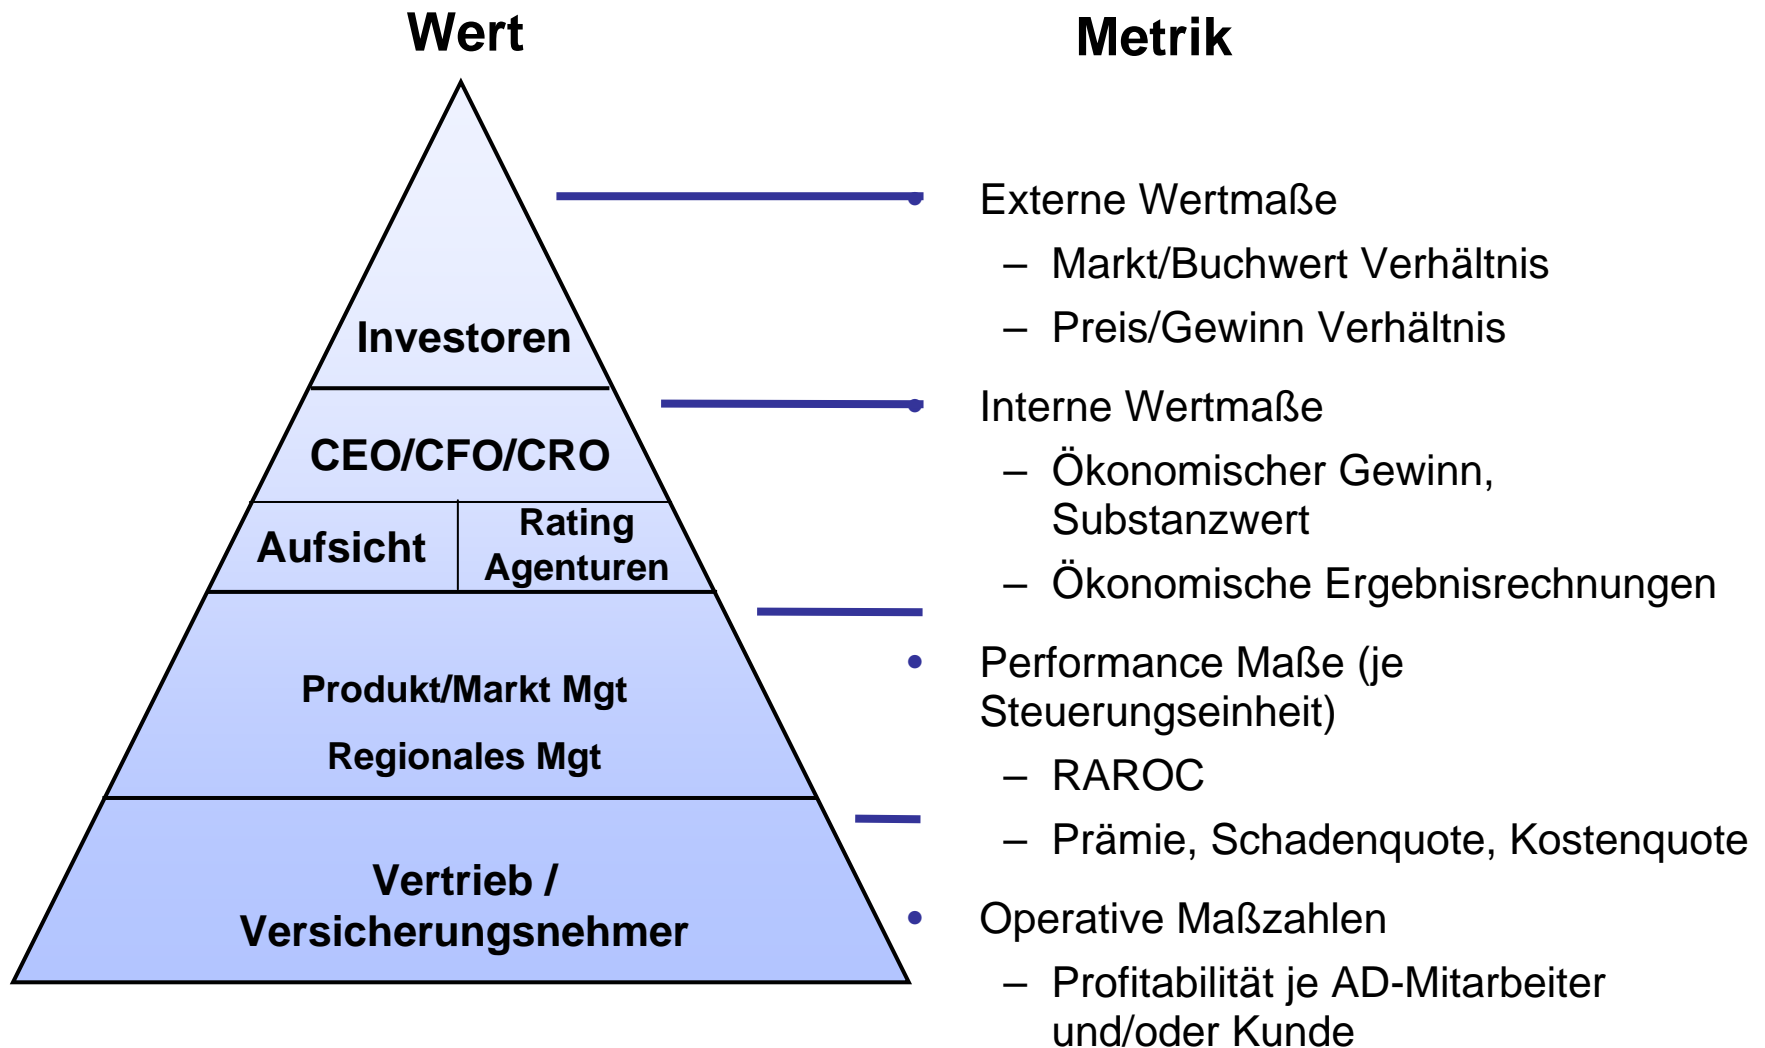 Wert
Metrik
Investoren
CEO/CFO/CRO
Aufsicht
Rating
Agenturen
Produkt/Markt Mgt
Regionales Mgt
Vertrieb /
Versicherungsnehmer
• Externe Wertmaße
– Markt/Buchwert Verhältnis
– Preis/Gewinn Verhältnis
• Interne Wertmaße
– Ökonomischer Gewinn,
Substanzwert
– Ökonomische Ergebnisrechnungen
• Performance Maße (je
Steuerungseinheit)
– RAROC
– Prämie, Schadenquote, Kostenquote
• Operative Maßzahlen
– Profitabilität je AD-Mitarbeiter
und/oder Kunde